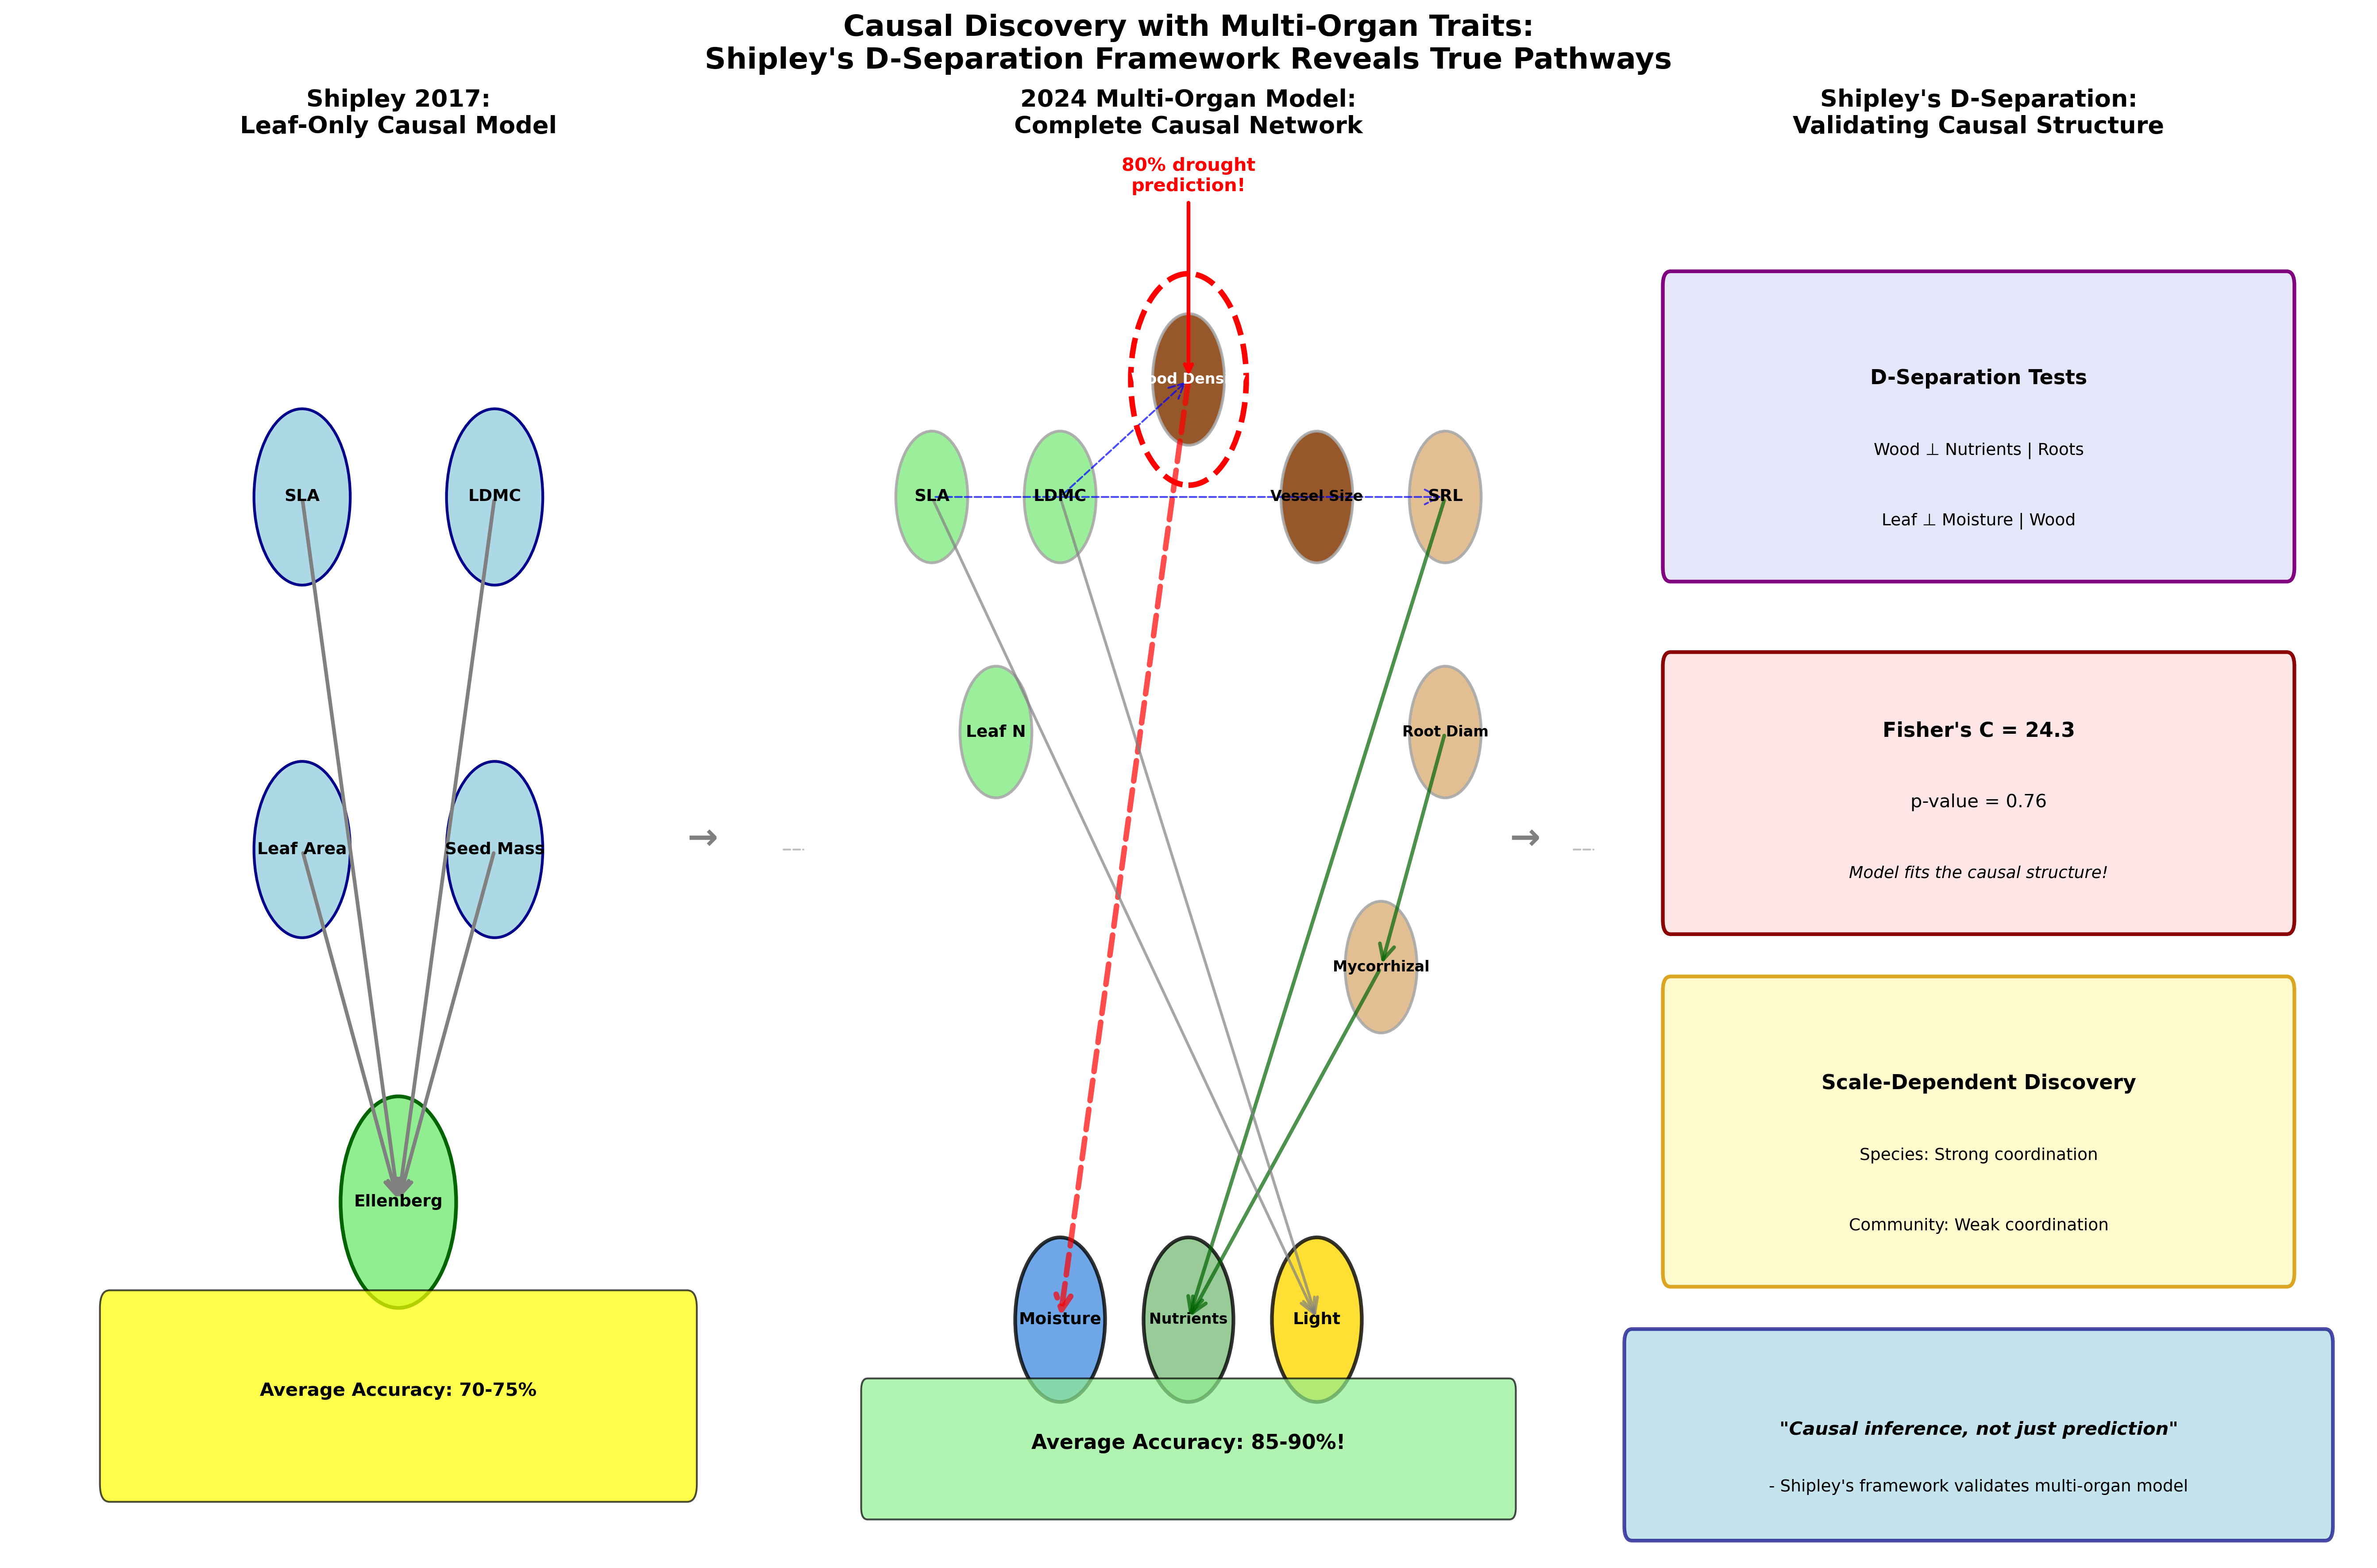 Causal Discovery with Multi-Organ Traits:
Shipley's D-Separation Framework Reveals True Pathways
Shipley 2017:
Leaf-Only Causal Model
SLA
LDMC
Leaf Area
Seed Mass
Ellenberg
Average Accuracy: 70-75%
→
2024 Multi-Organ Model:
Complete Causal Network
80% drought
prediction!
SLA
LDMC
Vessel Size
SRL
Leaf N
Root Diam
Mycorrhizal
Moisture
Nutrients
Light
Average Accuracy: 85-90%!
→
Shipley's D-Separation:
Validating Causal Structure
D-Separation Tests
Wood ⊥ Nutrients | Roots
Leaf ⊥ Moisture | Wood
Fisher's C = 24.3
p-value = 0.76
Model fits the causal structure!
Scale-Dependent Discovery
Species: Strong coordination
Community: Weak coordination
"Causal inference, not just prediction"
- Shipley's framework validates multi-organ model